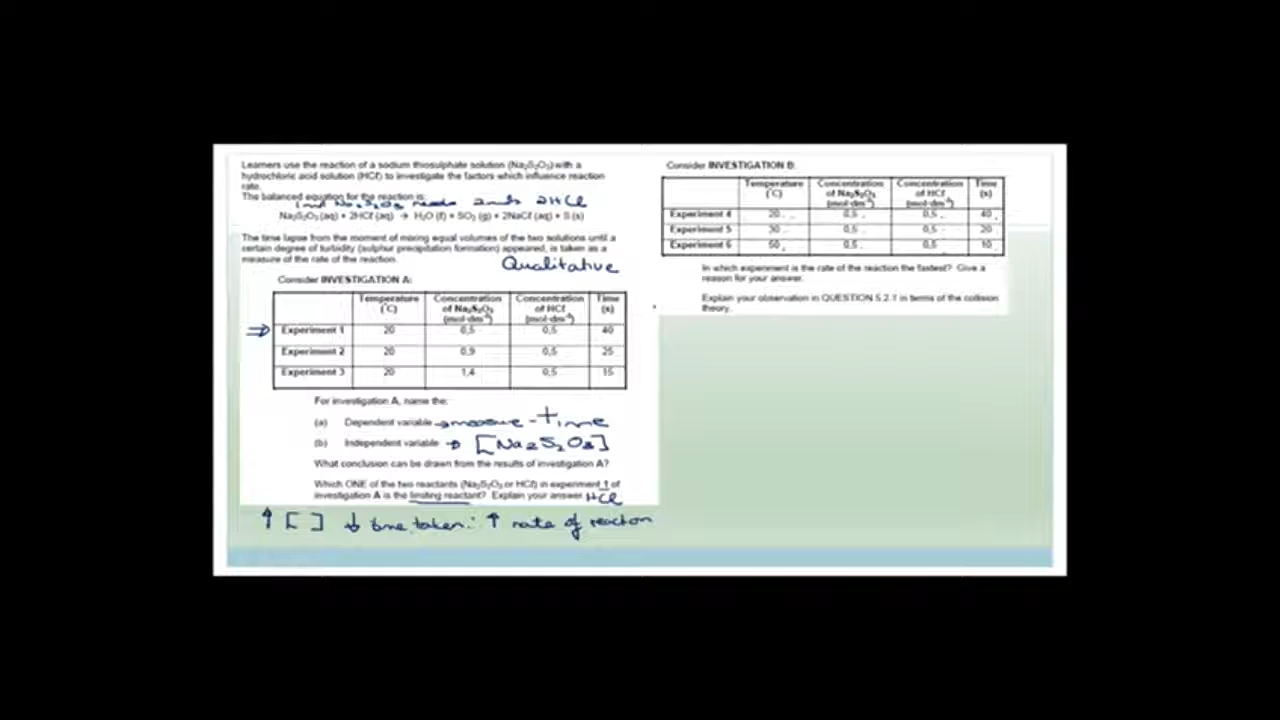 Learners use the reaction of a sodium thiosulphate solution (Na₂S₂O₃) with a
hydrochloric acid solution (HCℓ) to investigate the factors which influence reaction
rate.
The balanced equation for the reaction is:
1mol Na₂S₂O₃ needs 2mols 2HCl
Na₂S₂O₃ (aq) + 2HCℓ (aq) → H₂O (ℓ) + SO₂ (g) + 2NaCℓ (aq) + S (s)
The time lapse from the moment of mixing equal volumes of the two solutions until a
certain degree of turbidity (sulphur precipitation formation) appeared, is taken as a
measure of the rate of the reaction.
Qualitative
Consider INVESTIGATION A:
Temperature (˚C) Concentration of Na₂S₂O₃ (mol·dm⁻³) Concentration of HCℓ (mol·dm⁻³) Time (s)
⇒ Experiment 1 20 0,5 0,5 40
Experiment 2 20 0,9 0,5 25
Experiment 3 20 1,4 0,5 15
For investigation A, name the:
(a) Dependent variable → measure - time
(b) Independent variable → [Na₂S₂O₃]
What conclusion can be drawn from the results of investigation A?
Which ONE of the two reactants (Na₂S₂O₃ or HCℓ) in experiment 1 of
investigation A is the limiting reactant? Explain your answer. HCl
↑ [ ] ↓ time taken: ↑ rate of reaction
Consider INVESTIGATION B:
Temperature (˚C) Concentration of Na₂S₂O₃ (mol·dm⁻³) Concentration of HCℓ (mol·dm⁻³) Time (s)
Experiment 4 20 0,5 0,5 40
Experiment 5 30 0,5 0,5 20
Experiment 6 50 0,5 0,5 10
In which experiment is the rate of the reaction the fastest? Give a
reason for your answer.
Explain your observation in QUESTION 5.2.1 in terms of the collision
theory.